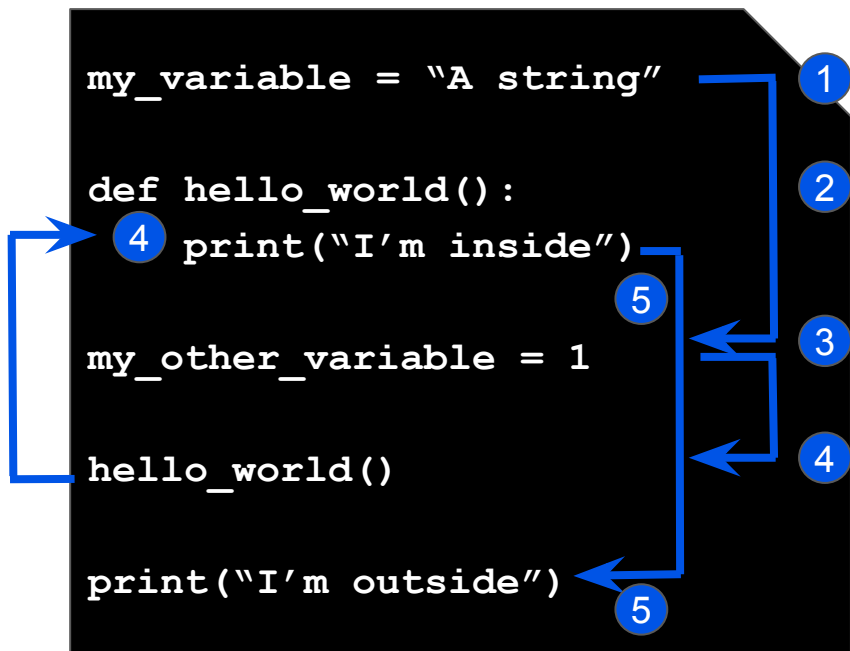 my_variable = “A string” 1
def hello_world(): 2
4 print(“I’m inside”)
5
3
my_other_variable = 1
hello_world() 4
print(“I’m outside”)
5